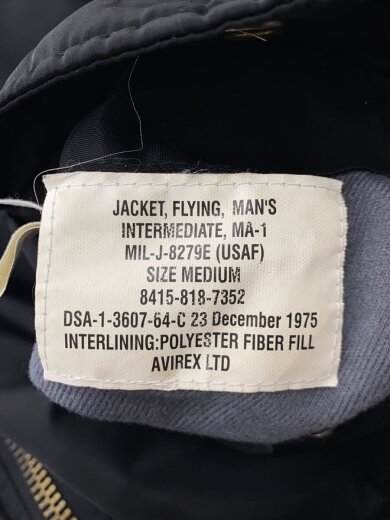 JACKET, FLYING, MAN'S
INTERMEDIATE, MA-1
MIL-J-8279E (USAF)
SIZE MEDIUM
8415-818-7352
DSA-1-3607-64-C 23 December 1975
INTERLINING:POLYESTER FIBER FILL
AVIREX LTD